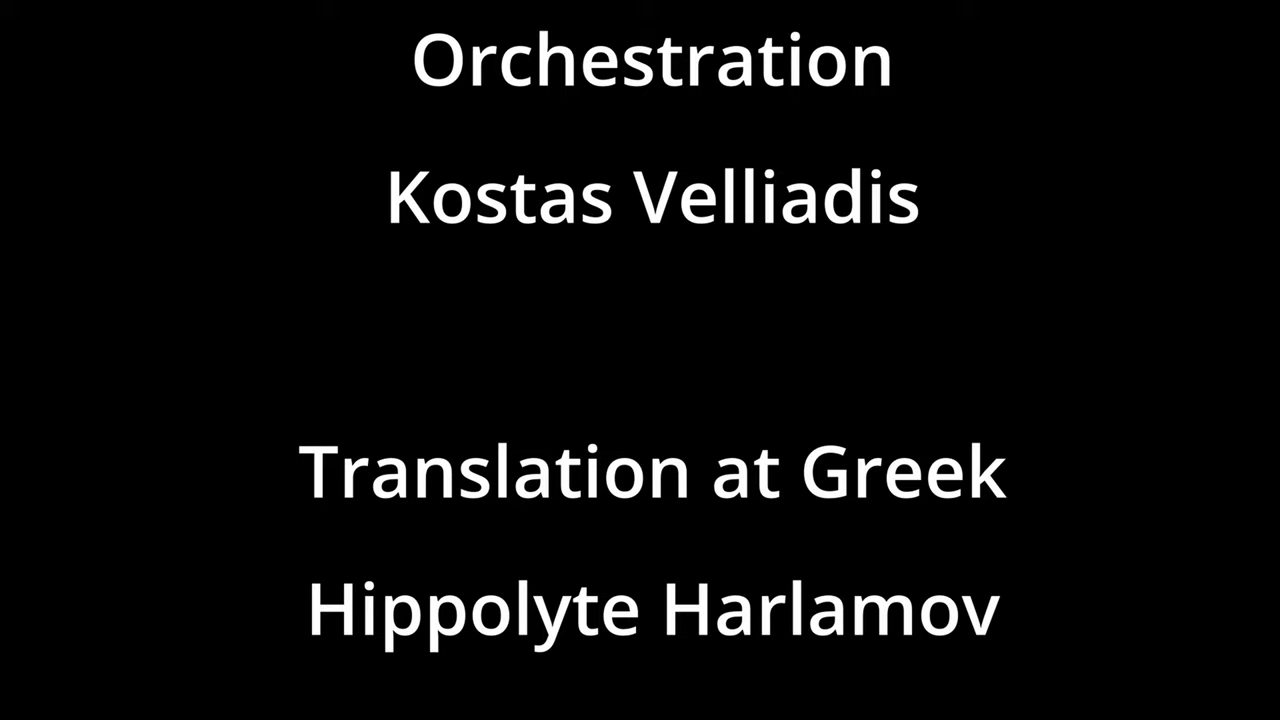 Orchestration
Kostas Velliadis
Translation at Greek
Hippolyte Harlamov